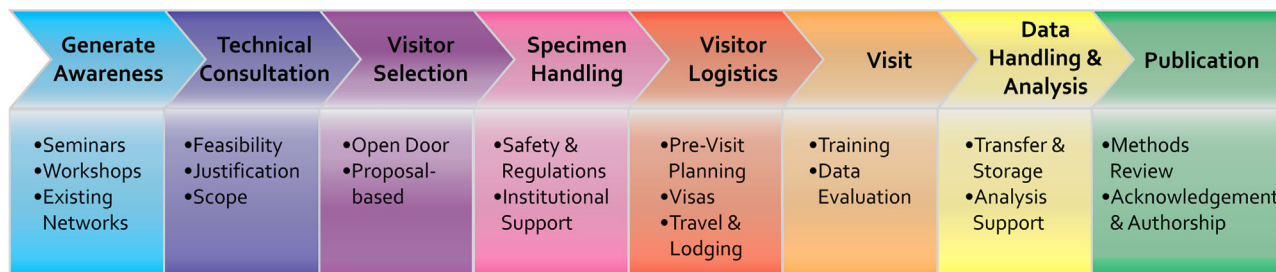 Generate
Awareness
•Seminars
•Workshops
•Existing
Networks
Technical
Consultation
•Feasibility
•Justification
•Scope
Visitor
Selection
•Open Door
•Proposal-
based
Specimen
Handling
•Safety &
Regulations
•Institutional
Support
Visitor
Logistics
•Pre-Visit
Planning
•Visas
•Travel &
Lodging
Visit
•Training
•Data
Evaluation
Data
Handling &
Analysis
•Transfer &
Storage
•Analysis
Support
Publication
•Methods
Review
•Acknowledgement
& Authorship